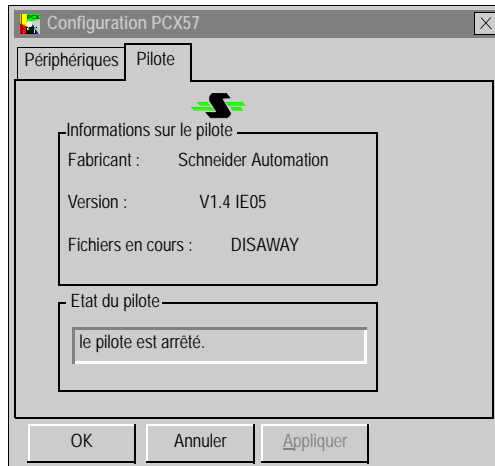 PCX
Configuration PCX57
Périphériques Pilote
Informations sur le pilote
Fabricant : Schneider Automation
Version : V1.4 IE05
Fichiers en cours : DISAWAY
Etat du pilote
le pilote est arrêté.
OK Annuler Appliquer